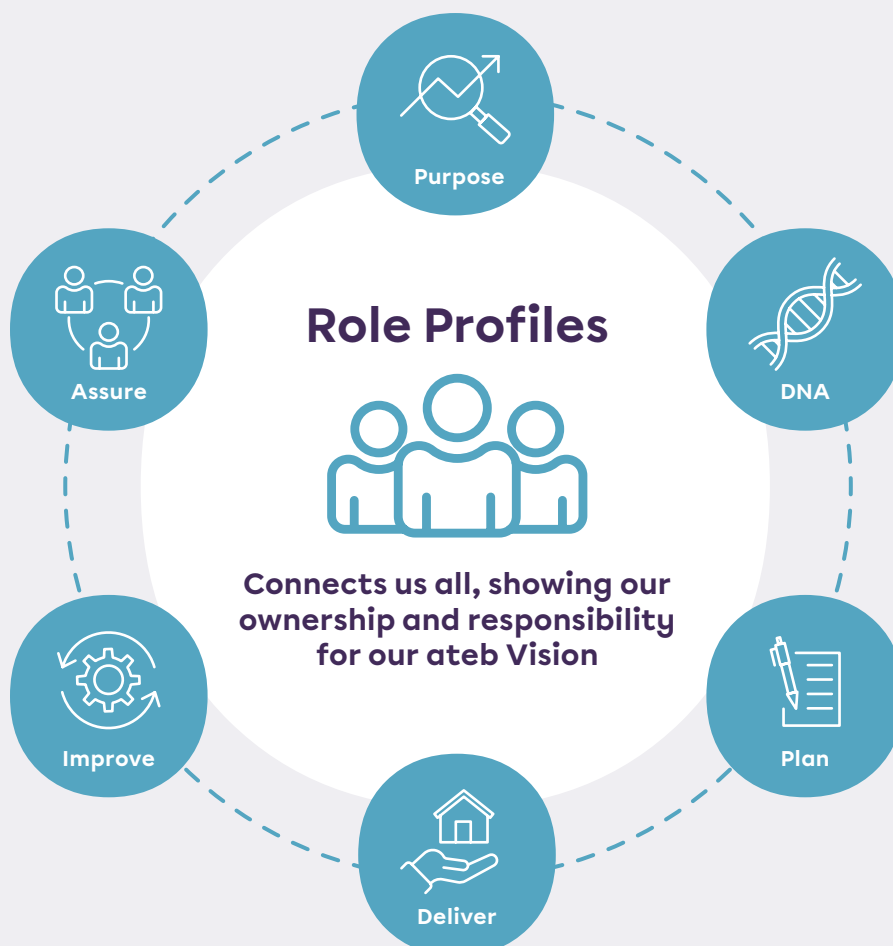 Purpose
Assure
DNA
Role Profiles
Connects us all, showing our
ownership and responsibility
for our ateb Vision
Improve
Plan
Deliver